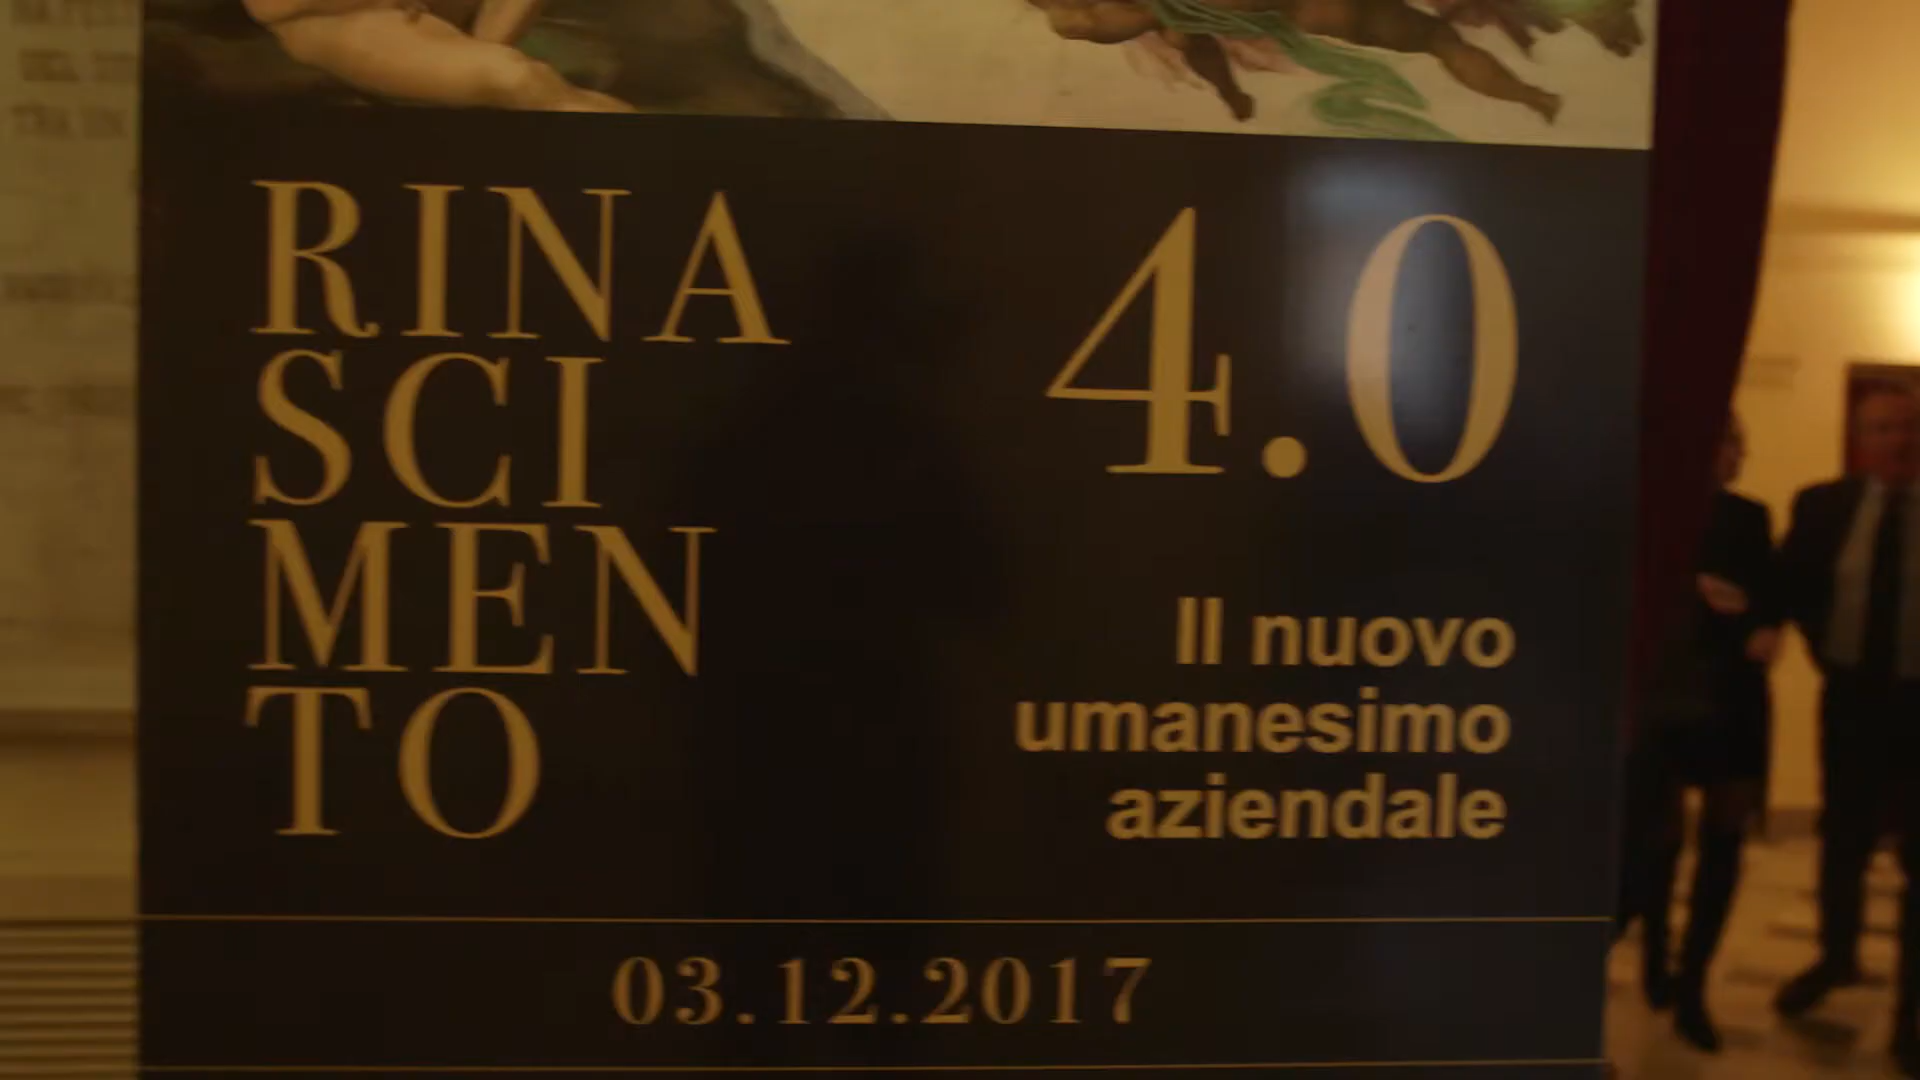 RINA
SCI
MEN
TO
4.0
Il nuovo
umanesimo
aziendale
03.12.2017